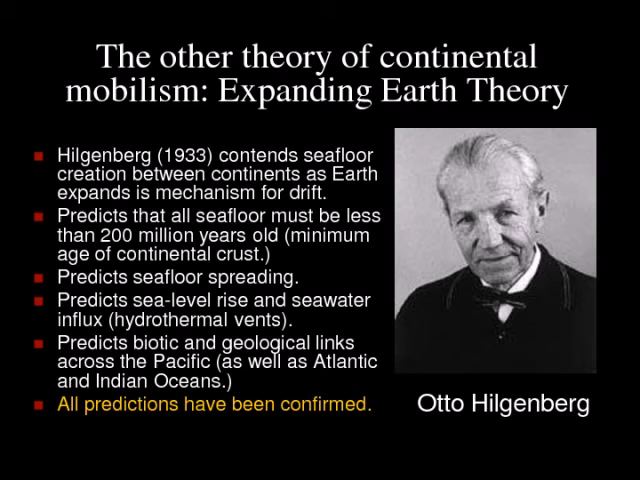 The other theory of continental
mobilism: Expanding Earth Theory
Hilgenberg (1933) contends seafloor
creation between continents as Earth
expands is mechanism for drift.
Predicts that all seafloor must be less
than 200 million years old (minimum
age of continental crust.)
Predicts seafloor spreading.
Predicts sea-level rise and seawater
influx (hydrothermal vents).
Predicts biotic and geological links
across the Pacific (as well as Atlantic
and Indian Oceans.)
All predictions have been confirmed.
Otto Hilgenberg